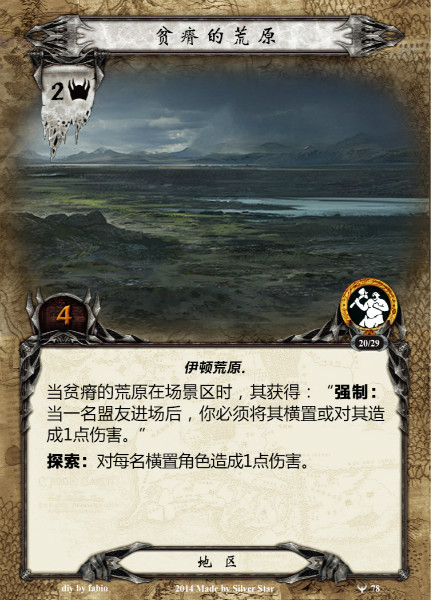 贫瘠的荒原
2
4
20/29
伊顿荒原.
当贫瘠的荒原在场景区时，其获得：“强制：
当一名盟友进场后，你必须将其横置或对其造
成1点伤害。”
探索：对每名横置角色造成1点伤害。
地区
diy by fabio 2014 Made by Silver Star 78